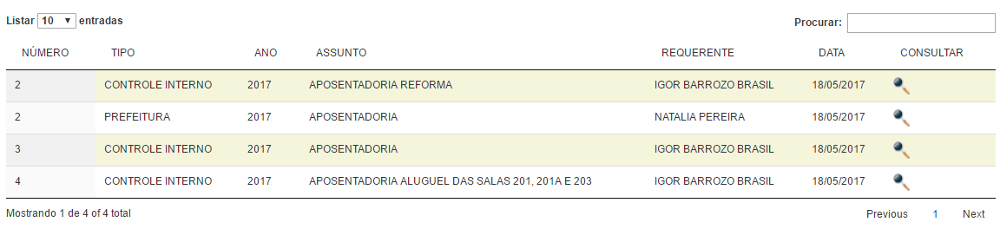 Listar 10 entradas Procurar:
NÚMERO TIPO ANO ASSUNTO REQUERENTE DATA CONSULTAR
2 CONTROLE INTERNO 2017 APOSENTADORIA REFORMA IGOR BARROZO BRASIL 18/05/2017
2 PREFEITURA 2017 APOSENTADORIA NATALIA PEREIRA 18/05/2017
3 CONTROLE INTERNO 2017 APOSENTADORIA IGOR BARROZO BRASIL 18/05/2017
4 CONTROLE INTERNO 2017 APOSENTADORIA ALUGUEL DAS SALAS 201, 201A E 203 IGOR BARROZO BRASIL 18/05/2017
Mostrando 1 de 4 of 4 total Previous 1 Next